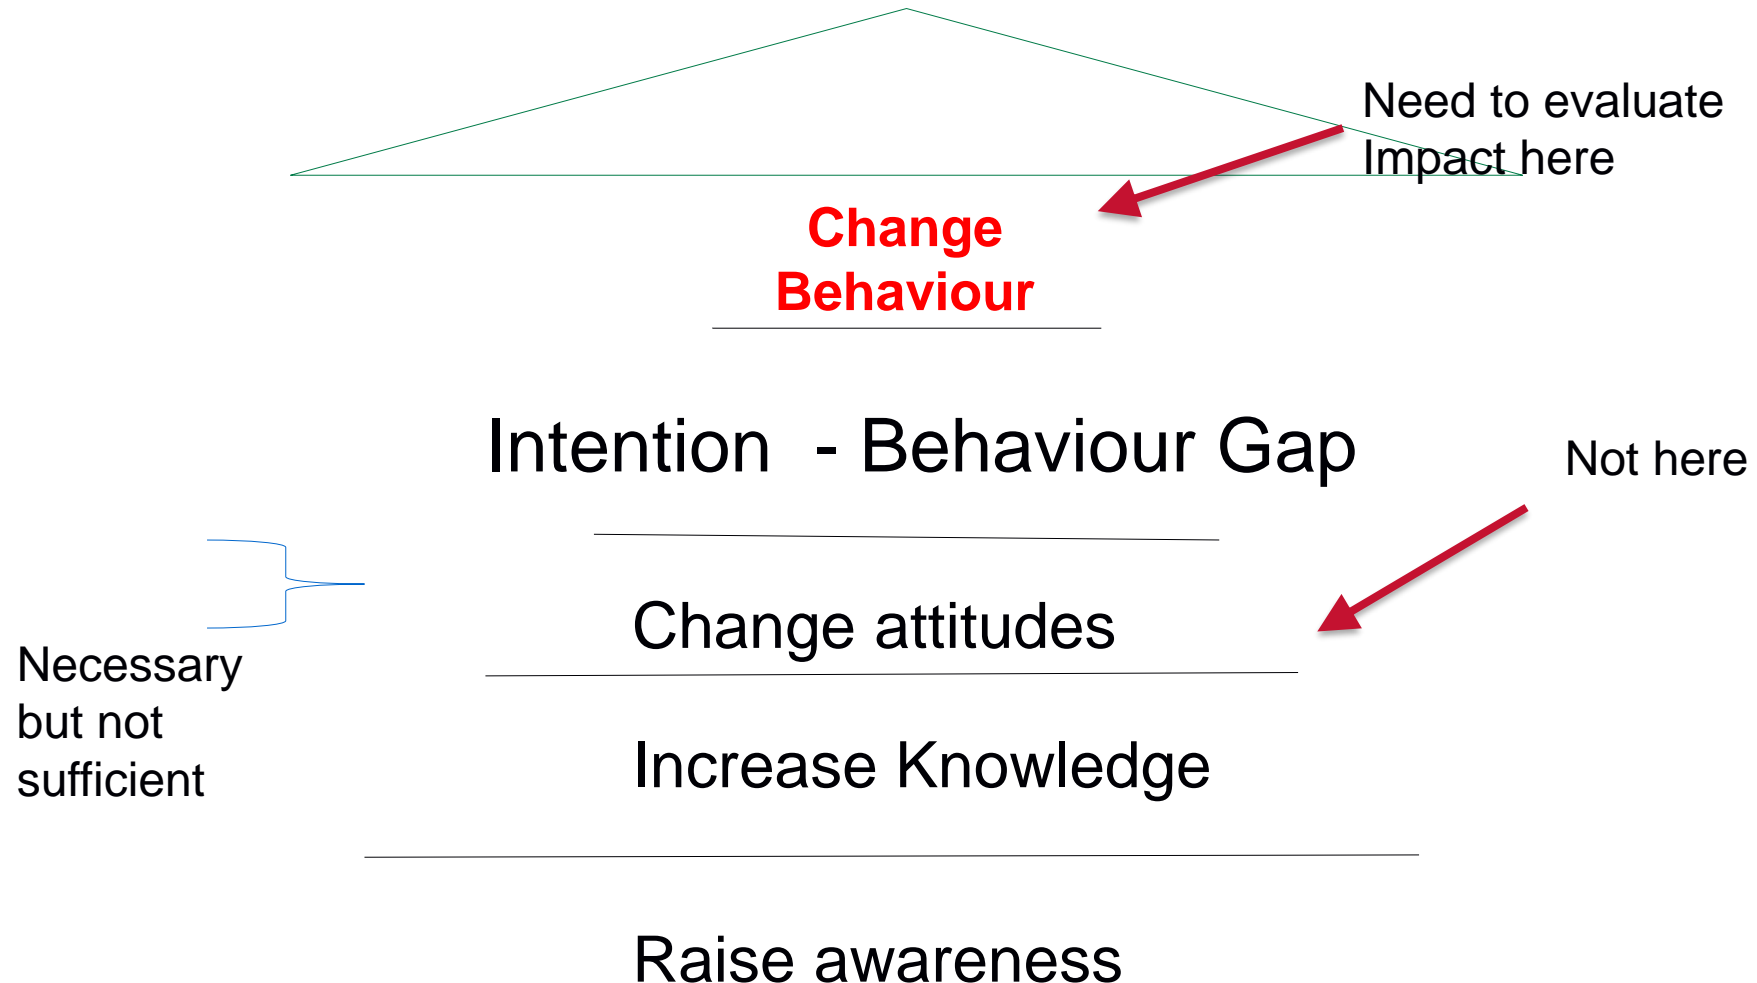 Need to evaluate
Impact here
Change
Behaviour
Intention  - Behaviour Gap
Not here
Change attitudes
Necessary
but not
sufficient
Increase Knowledge
Raise awareness